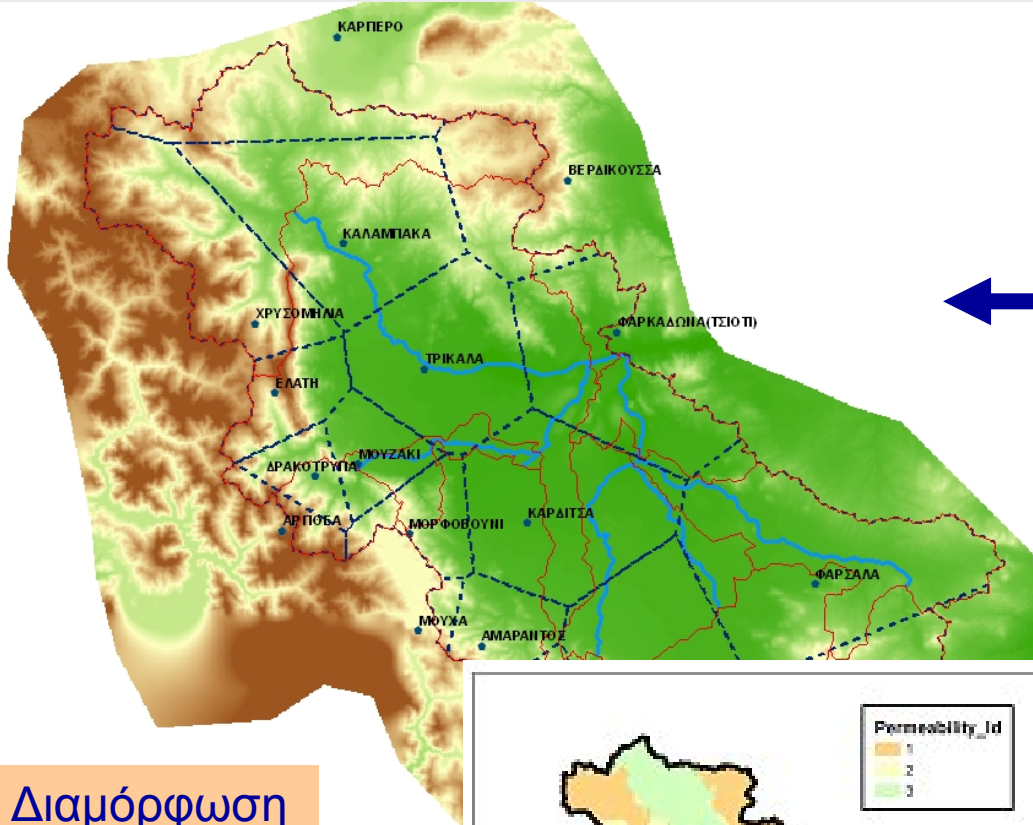 ΚΑΡΠΕΡΟ
ΒΕΡΔΙΚΟΥΣΣΑ
ΚΑΛΑΜΠΑΚΑ
ΧΡΥΣΟΜΗΛΙΑ
ΦΑΡΚΑΔΩΝΑ(ΤΣΙΟΤΙ)
ΤΡΙΚΑΛΑ
ΕΛΑΤΗ
ΜΟΥΖΑΚΙ
ΔΡΑΚΟΤΡΥΠΑ
ΚΑΡΔΙΤΣΑ
ΜΟΡΦΟΒΟΥΝΙ
ΦΑΡΣΑΛΑ
ΜΟΥΧΑ
ΑΜΑΡΑΝΤΟΣ
Permeability_Id
1
2
3
Διαμόρφωση